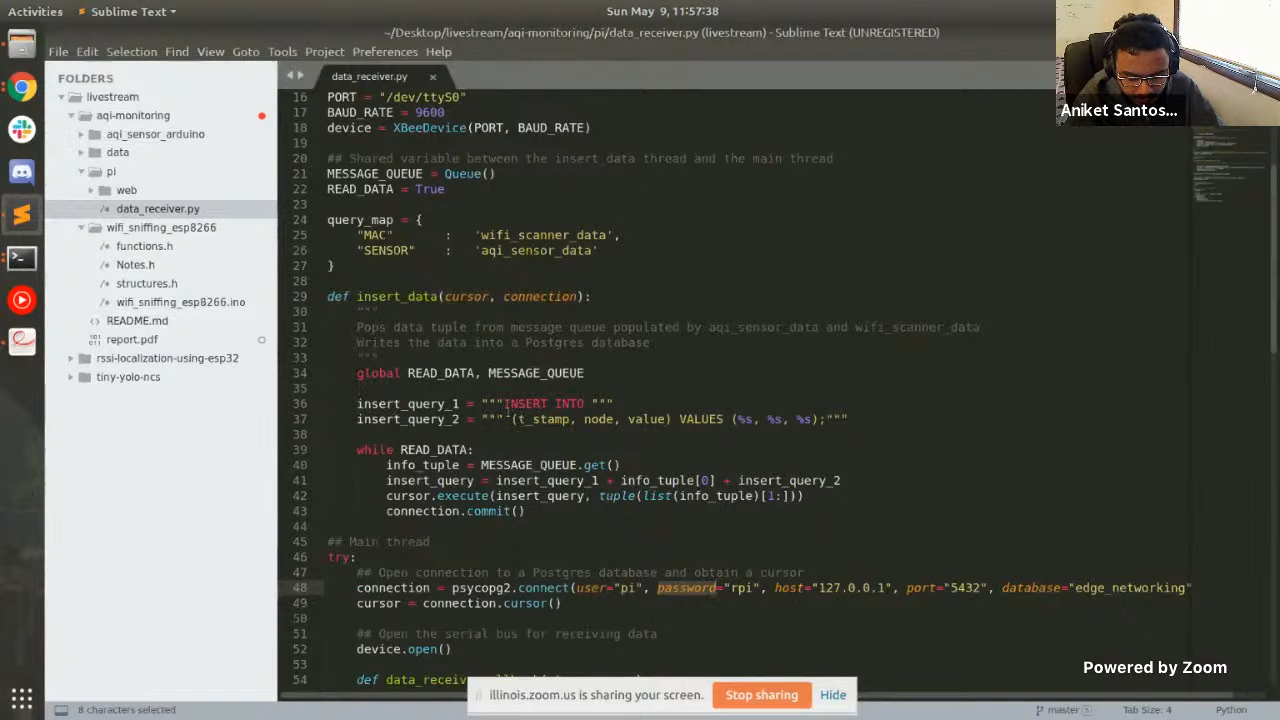 Activities
Sublime Text
Sun May 9, 11:57:38
~/Desktop/livestream/aqi-monitoring/pi/data_receiver.py (livestream) - Sublime Text (UNREGISTERED)
File Edit Selection Find View Goto Tools Project Preferences Help
Aniket Santos...
FOLDERS
livestream
aqi-monitoring
aqi_sensor_arduino
data
pi
web
data_receiver.py
wifi_sniffing_esp8266
functions.h
Notes.h
structures.h
wifi_sniffing_esp8266.ino
README.md
report.pdf
rssi-localization-using-esp32
tiny-yolo-ncs
data_receiver.py ×
16 PORT = "/dev/ttyS0"
17 BAUD_RATE = 9600
18 device = XBeeDevice(PORT, BAUD_RATE)
19
20 ## Shared variable between the insert_data thread and the main thread
21 MESSAGE_QUEUE = Queue()
22 READ_DATA = True
23
24 query_map = {
25 "MAC" : 'wifi_scanner_data',
26 "SENSOR" : 'aqi_sensor_data'
27 }
28
29 def insert_data(cursor, connection):
30 """
31 Pops data tuple from message queue populated by aqi_sensor_data and wifi_scanner_data
32 Writes the data into a Postgres database
33 """
34 global READ_DATA, MESSAGE_QUEUE
35
36 insert_query_1 = """INSERT INTO """
37 insert_query_2 = """ (t_stamp, node, value) VALUES (%s, %s, %s);"""
38
39 while READ_DATA:
40 info_tuple = MESSAGE_QUEUE.get()
41 insert_query = insert_query_1 + info_tuple[0] + insert_query_2
42 cursor.execute(insert_query, tuple(list(info_tuple)[1:]))
43 connection.commit()
44
45 ## Main thread
46 try:
47 ## Open connection to a Postgres database and obtain a cursor
48 connection = psycopg2.connect(user="pi", password="rpi", host="127.0.0.1", port="5432", database="edge_networking"
49 cursor = connection.cursor()
50
51 ## Open the serial bus for receiving data
52 device.open()
53
54 def data_receiv
illinois.zoom.us is sharing your screen. Stop sharing Hide
Powered by Zoom
8 characters selected
master 5
Tab Size: 4
Python